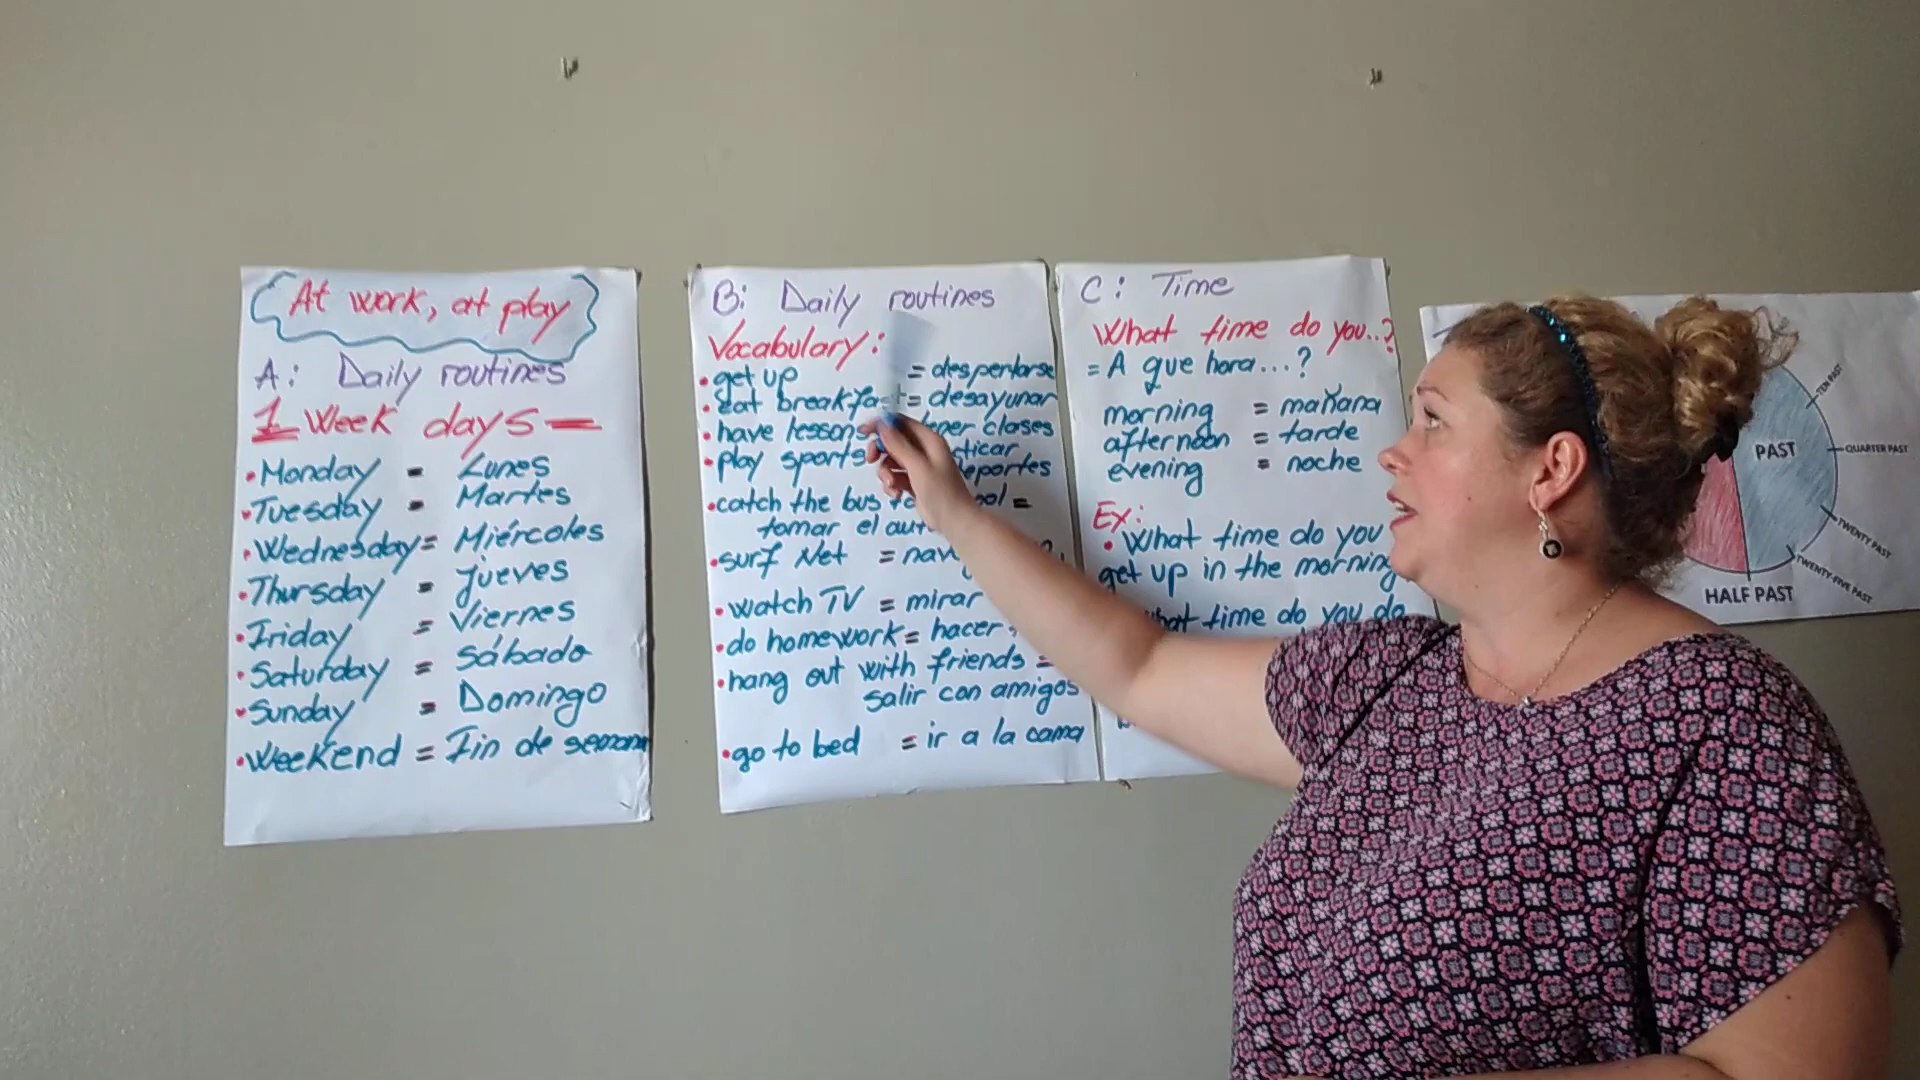 At work, at play
A: Daily routines
1 Week days
• Monday = Lunes
• Tuesday = Martes
• Wednesday = Miércoles
• Thursday = jueves
• Friday = Viernes
• Saturday = Sábado
• Sunday = Domingo
• Weekend = Fin de semana
B: Daily routines
Vocabulary:
• get up = despertarse
• eat breakfast = desayunar
• have lessons tener clases
• play sports
deportes
• catch the bus to =
tomar el
• surf Net =
• watch TV = mirar
• do homework = hacer
• hang out with friends =
salir con amigos
• go to bed = ir a la cama
C: Time
What time do you..?
= A que hora...?
morning = mañana
afternoon = tarde
evening = noche
Ex:
• What time do you
get up in the morning
what time do you do
PAST
TEN PAST
QUARTER PAST
TWENTY PAST
TWENTY-FIVE PAST
HALF PAST